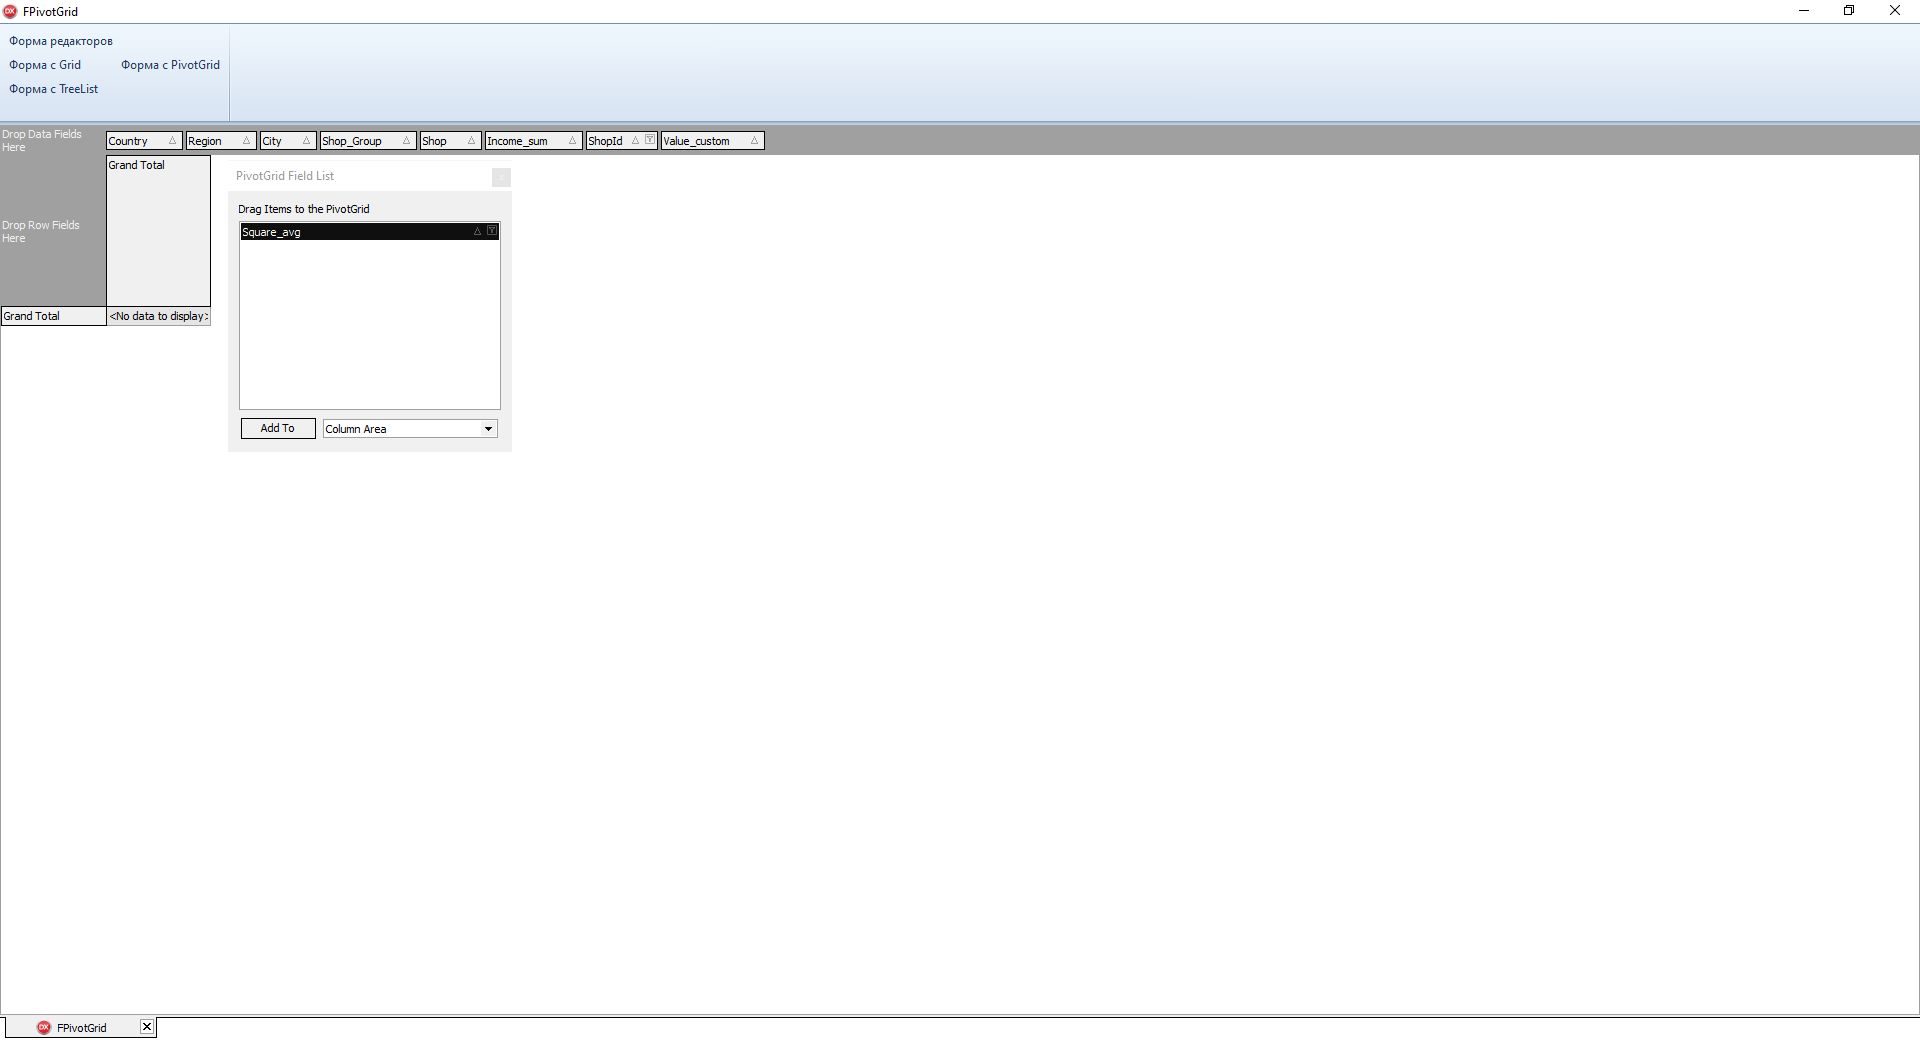 FPivotGrid
Форма редакторов
Форма с Grid
Форма с PivotGrid
Форма с TreeList
Drop Data Fields
Here
Country
Region
City
Shop_Group
Shop
Income_sum
ShopId
Value_custom
Grand Total
PivotGrid Field List
Drag Items to the PivotGrid
Square_avg
Drop Row Fields
Here
Grand Total
<No data to display>
Add To
Column Area
FPivotGrid